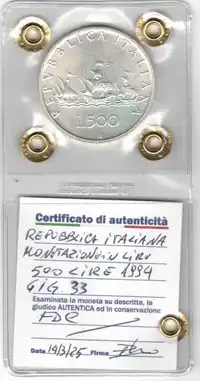 REPVBBLICA ITALIANA
L.500
Certificato di autenticità
REPUBBLICA ITALIANA
MONETAZIONE IN LIRE
500 LIRE 1994
GIG 33
Esaminata la moneta su descritta, la
giudico AUTENTICA ed in conservazione:
FDC
Data 19/3/25 Firma